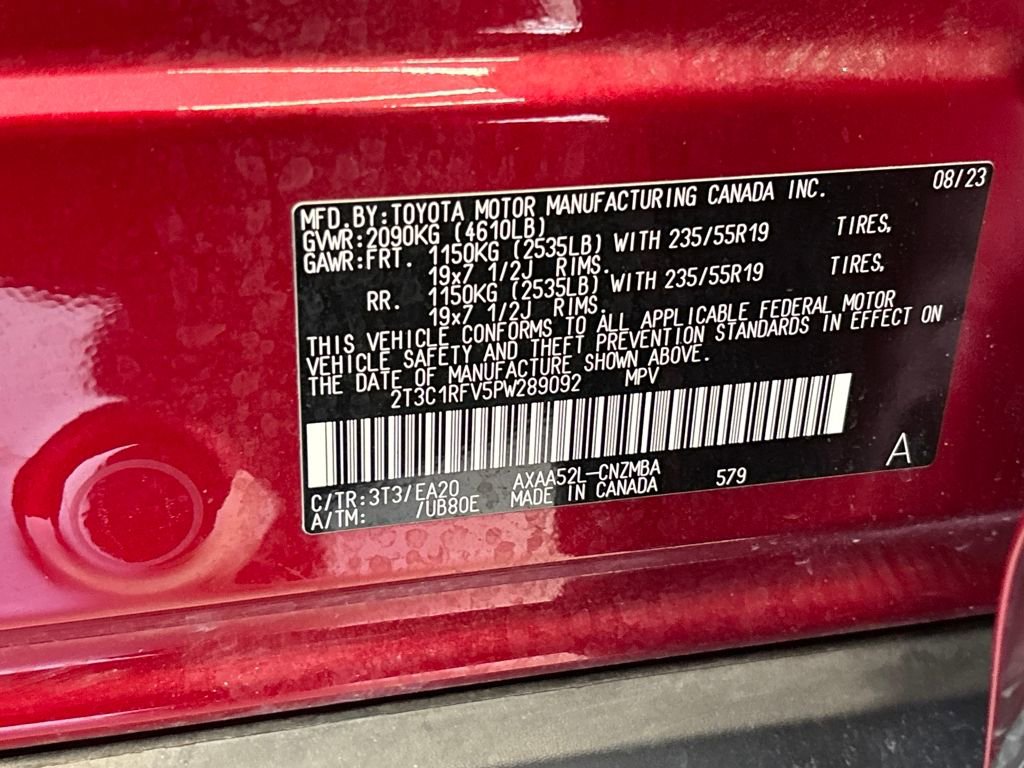 08/23
MFD.BY:TOYOTA MOTOR MANUFACTURING CANADA INC.
GVWR:2090KG (4610LB)
GAWR:FRT. 1150KG (2535LB) WITH 235/55R19 TIRES,
19x7 1/2J RIMS.
RR. 1150KG (2535LB) WITH 235/55R19 TIRES,
19x7 1/2J RIMS.
THIS VEHICLE CONFORMS TO ALL APPLICABLE FEDERAL MOTOR
VEHICLE SAFETY AND THEFT PREVENTION STANDARDS IN EFFECT ON
THE DATE OF MANUFACTURE SHOWN ABOVE.
2T3C1RFV5PW289092 MPV
C/TR:3T3/EA20 AXAA52L-CNZMBA 579
A/TM: /UB80E MADE IN CANADA
A